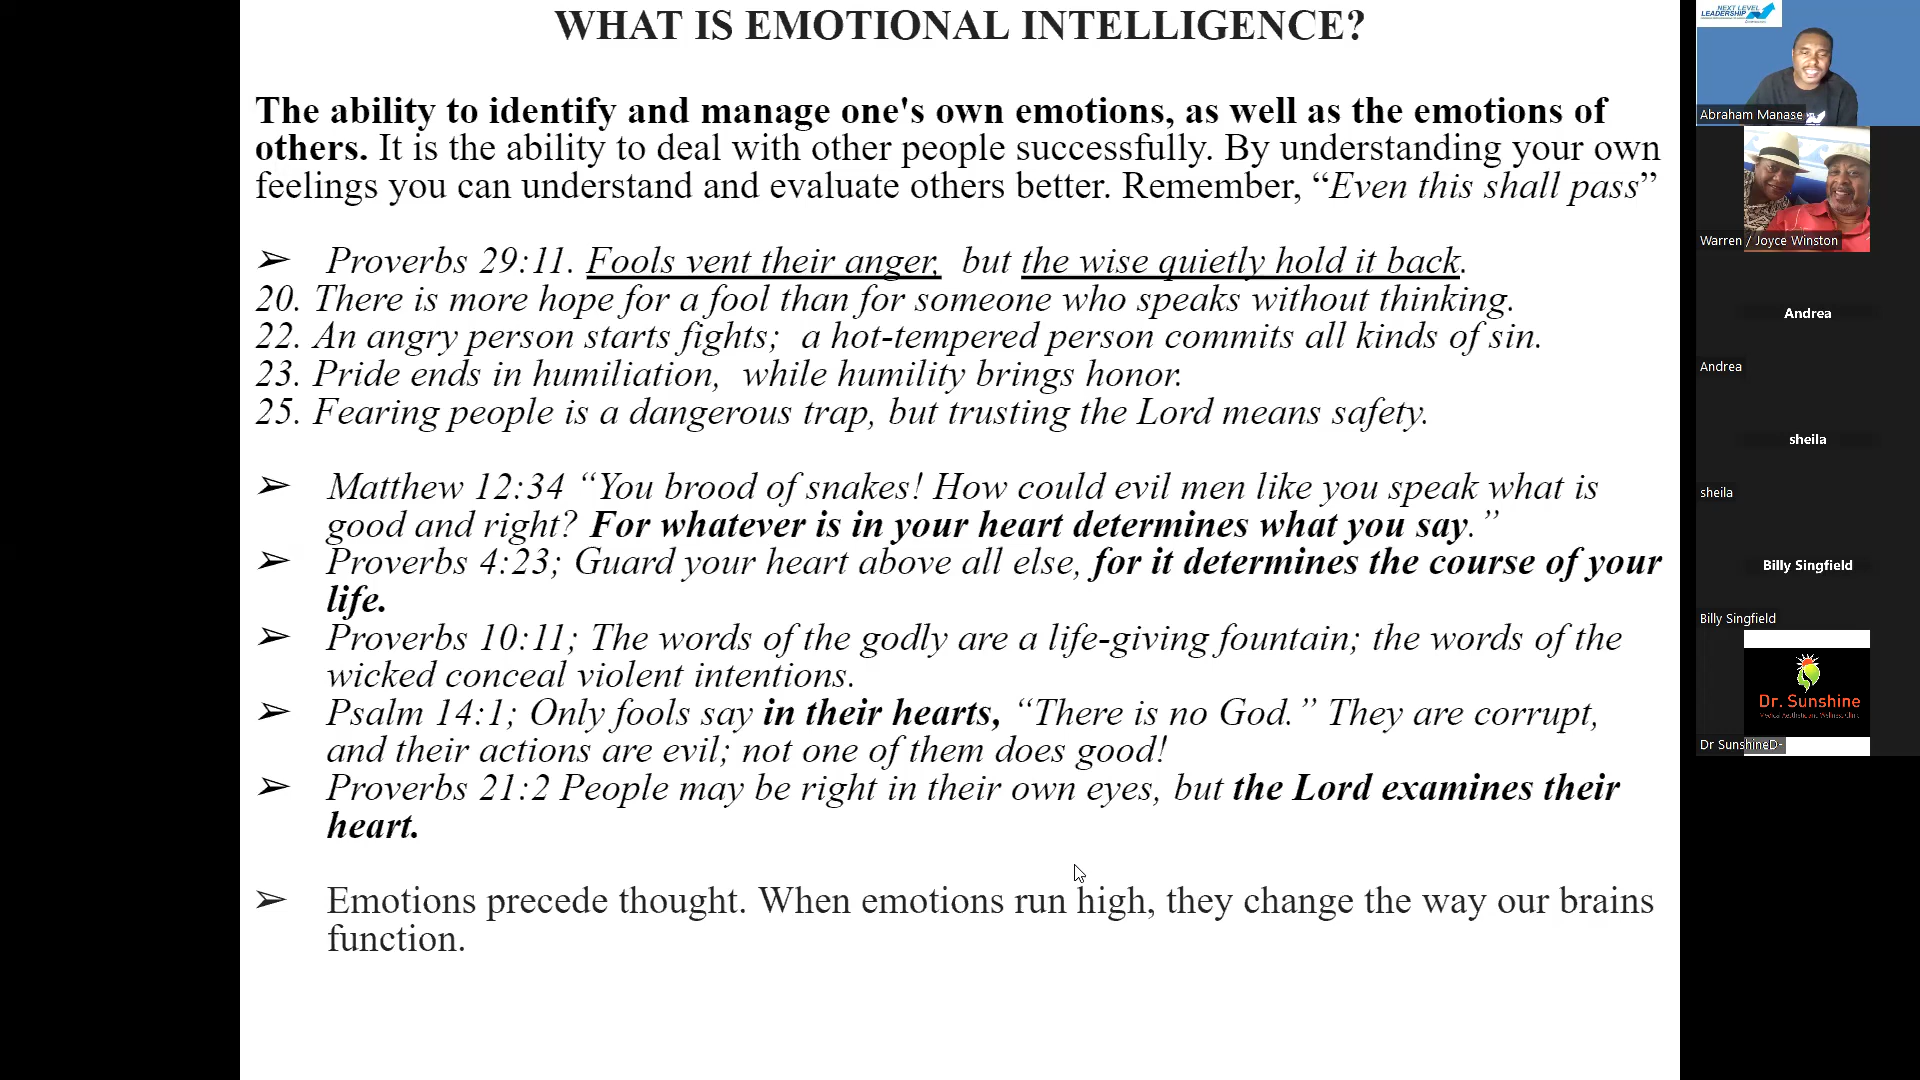 WHAT IS EMOTIONAL INTELLIGENCE?
The ability to identify and manage one's own emotions, as well as the emotions of
others. It is the ability to deal with other people successfully. By understanding your own
feelings you can understand and evaluate others better. Remember, “Even this shall pass”
➢ Proverbs 29:11. Fools vent their anger, but the wise quietly hold it back.
20. There is more hope for a fool than for someone who speaks without thinking.
22. An angry person starts fights; a hot-tempered person commits all kinds of sin.
23. Pride ends in humiliation, while humility brings honor.
25. Fearing people is a dangerous trap, but trusting the Lord means safety.
➢ Matthew 12:34 “You brood of snakes! How could evil men like you speak what is
good and right? For whatever is in your heart determines what you say.”
➢ Proverbs 4:23; Guard your heart above all else, for it determines the course of your
life.
➢ Proverbs 10:11; The words of the godly are a life-giving fountain; the words of the
wicked conceal violent intentions.
➢ Psalm 14:1; Only fools say in their hearts, “There is no God.” They are corrupt,
and their actions are evil; not one of them does good!
➢ Proverbs 21:2 People may be right in their own eyes, but the Lord examines their
heart.
➢ Emotions precede thought. When emotions run high, they change the way our brains
function.
NEXT LEVEL
LEADERSHIP
Abraham Manase
Warren / Joyce Winston
Andrea
Andrea
sheila
sheila
Billy Singfield
Billy Singfield
Dr. Sunshine
Medical Aesthetic and Wellness Clinic
Dr SunshineD-